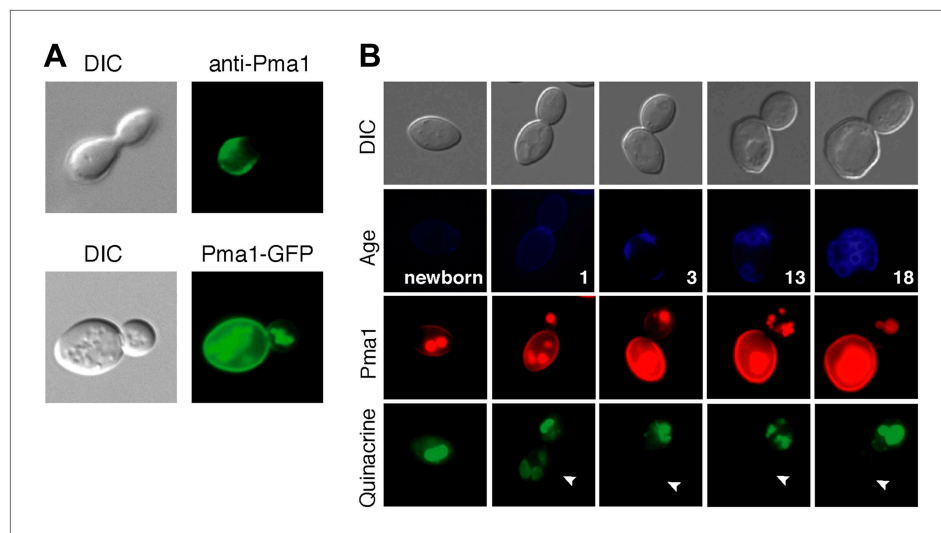 A
DIC
anti-Pma1
DIC
Pma1-GFP
B
DIC
Age
newborn
1
3
13
18
Pma1
Quinacrine